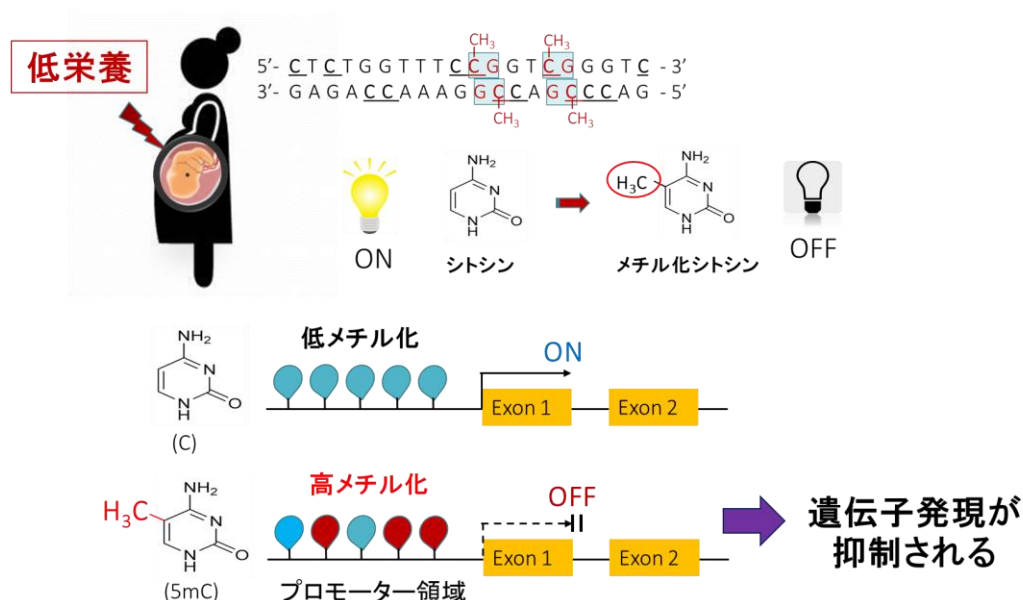 低栄養
CH₃ CH₃
5′- CTCTGGTTTCCGGTCGGGTC - 3′
3′- GAGACCAAAGGCCAGCCCAG - 5′
CH₃ CH₃
ON
NH₂
N
N
H
O
シトシン
H₃C
NH₂
N
N
H
O
メチル化シトシン
OFF
NH₂
N
N
H
O
(C)
低メチル化
ON
Exon 1
Exon 2
H₃C
NH₂
N
N
H
O
(5mC)
高メチル化
OFF
Exon 1
Exon 2
プロモーター領域
遺伝子発現が
抑制される